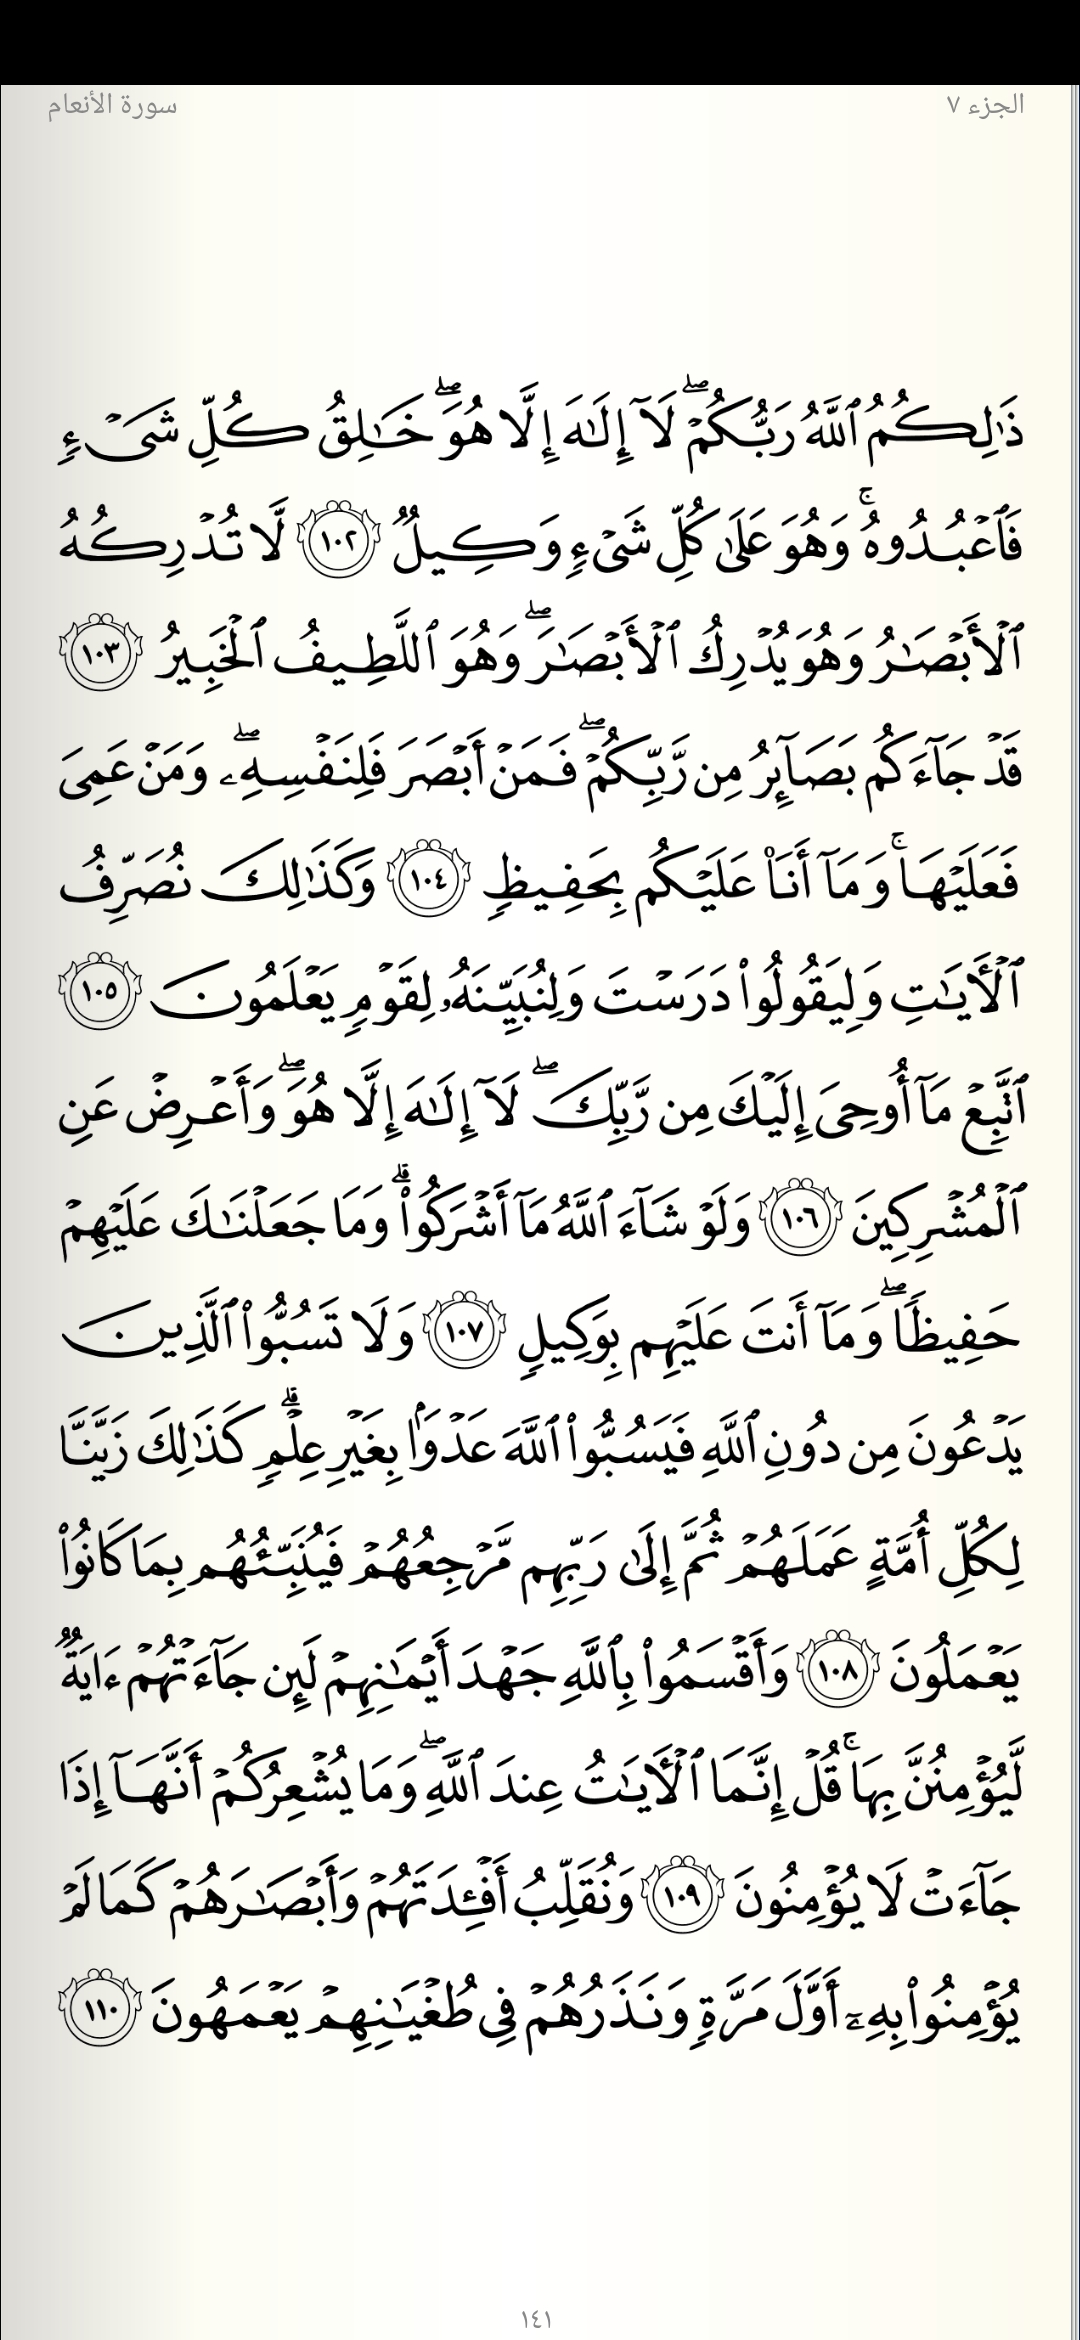 الجزء ٧
سورة الأنعام
ذَٰلِكُمُ ٱللَّهُ رَبُّكُمۡۖ لَآ إِلَٰهَ إِلَّا هُوَۖ خَٰلِقُ كُلِّ شَيۡءٖ
فَٱعۡبُدُوهُۚ وَهُوَ عَلَىٰ كُلِّ شَيۡءٖ وَكِيلٞ ١٠٢ لَّا تُدۡرِكُهُ
ٱلۡأَبۡصَٰرُ وَهُوَ يُدۡرِكُ ٱلۡأَبۡصَٰرَۖ وَهُوَ ٱللَّطِيفُ ٱلۡخَبِيرُ ١٠٣
قَدۡ جَآءَكُم بَصَآئِرُ مِن رَّبِّكُمۡۖ فَمَنۡ أَبۡصَرَ فَلِنَفۡسِهِۦۖ وَمَنۡ عَمِيَ
فَعَلَيۡهَاۚ وَمَآ أَنَا۠ عَلَيۡكُم بِحَفِيظٖ ١٠٤ وَكَذَٰلِكَ نُصَرِّفُ
ٱلۡأٓيَٰتِ وَلِيَقُولُواْ دَرَسۡتَ وَلِنُبَيِّنَهُۥ لِقَوۡمٖ يَعۡلَمُونَ ١٠٥
ٱتَّبِعۡ مَآ أُوحِيَ إِلَيۡكَ مِن رَّبِّكَۖ لَآ إِلَٰهَ إِلَّا هُوَۖ وَأَعۡرِضۡ عَنِ
ٱلۡمُشۡرِكِينَ ١٠٦ وَلَوۡ شَآءَ ٱللَّهُ مَآ أَشۡرَكُواْۗ وَمَا جَعَلۡنَٰكَ عَلَيۡهِمۡ
حَفِيظٗاۖ وَمَآ أَنتَ عَلَيۡهِم بِوَكِيلٖ ١٠٧ وَلَا تَسُبُّواْ ٱلَّذِينَ
يَدۡعُونَ مِن دُونِ ٱللَّهِ فَيَسُبُّواْ ٱللَّهَ عَدۡوَۢا بِغَيۡرِ عِلۡمٖۗ كَذَٰلِكَ زَيَّنَّا
لِكُلِّ أُمَّةٍ عَمَلَهُمۡ ثُمَّ إِلَىٰ رَبِّهِم مَّرۡجِعُهُمۡ فَيُنَبِّئُهُم بِمَا كَانُواْ
يَعۡمَلُونَ ١٠٨ وَأَقۡسَمُواْ بِٱللَّهِ جَهۡدَ أَيۡمَٰنِهِمۡ لَئِن جَآءَتۡهُمۡ ءَايَةٞ
لَّيُؤۡمِنُنَّ بِهَاۚ قُلۡ إِنَّمَا ٱلۡأٓيَٰتُ عِندَ ٱللَّهِۖ وَمَا يُشۡعِرُكُمۡ أَنَّهَآ إِذَا
جَآءَتۡ لَا يُؤۡمِنُونَ ١٠٩ وَنُقَلِّبُ أَفۡـِٔدَتَهُمۡ وَأَبۡصَٰرَهُمۡ كَمَا لَمۡ
يُؤۡمِنُواْ بِهِۦٓ أَوَّلَ مَرَّةٖ وَنَذَرُهُمۡ فِي طُغۡيَٰنِهِمۡ يَعۡمَهُونَ ١١٠
١٤١